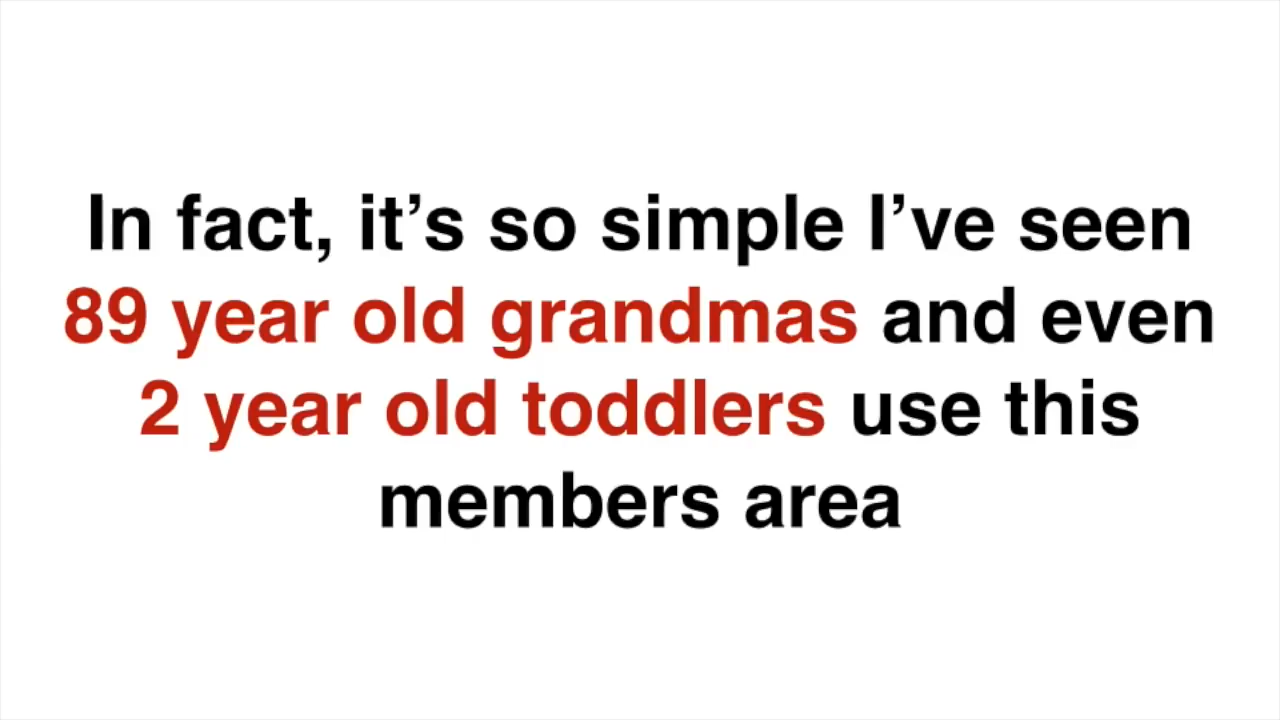 In fact, it’s so simple I’ve seen
89 year old grandmas and even
2 year old toddlers use this
members area